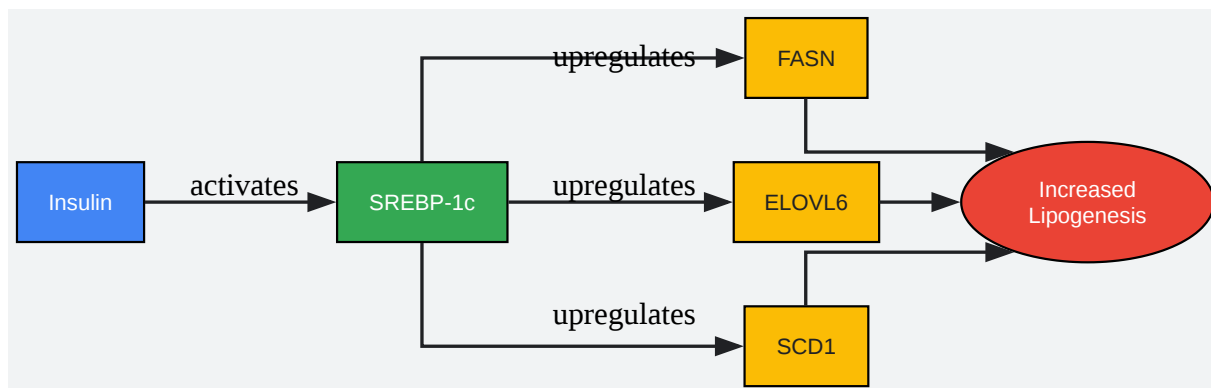 upregulates
FASN
Insulin
activates
SREBP-1c
upregulates
ELOVL6
Increased
Lipogenesis
upregulates
SCD1